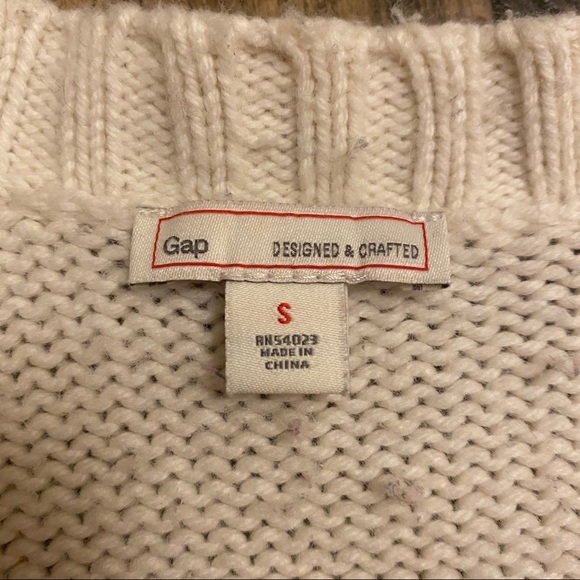 Gap DESIGNED & CRAFTED
S
RN54023
MADE IN
CHINA